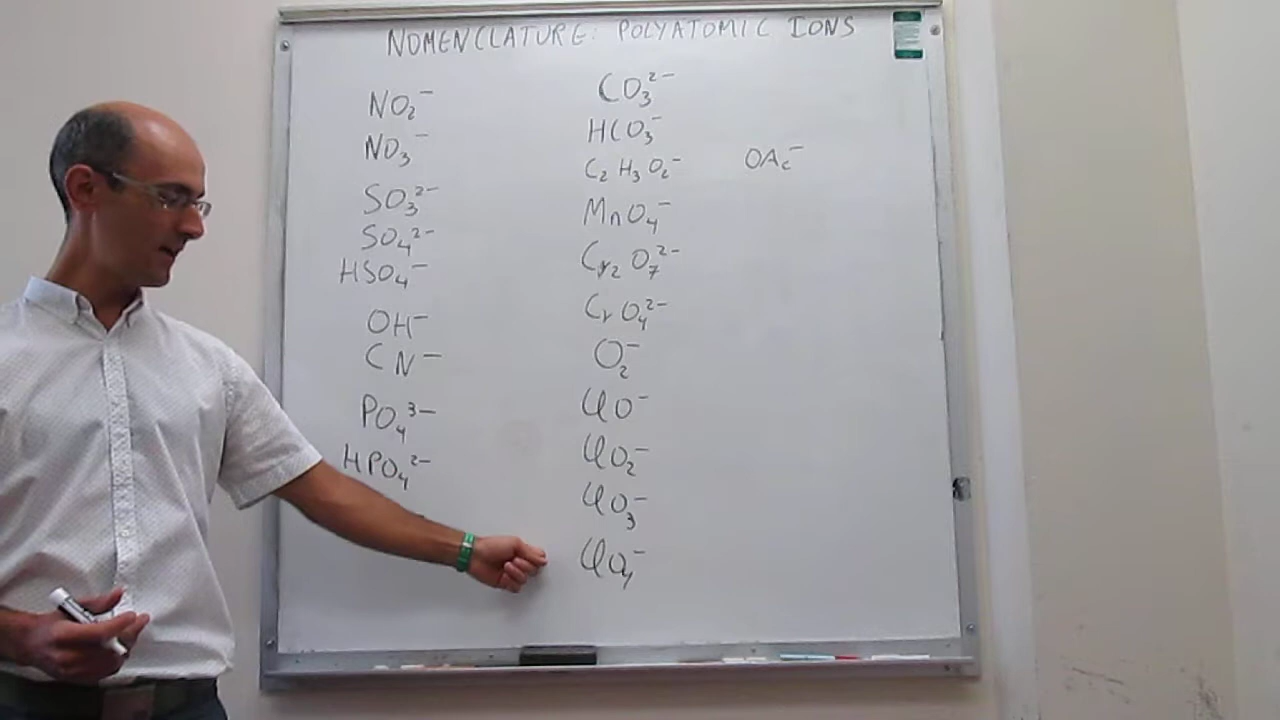 NOMENCLATURE: POLYATOMIC IONS
NO₂⁻
NO₃⁻
SO₃²⁻
SO₄²⁻
HSO₄⁻
OH⁻
CN⁻
PO₄³⁻
HPO₄²⁻
CO₃²⁻
HCO₃⁻
C₂H₃O₂⁻ OAc⁻
MnO₄⁻
Cr₂O₇²⁻
CrO₄²⁻
O₂⁻
ClO⁻
ClO₂⁻
ClO₃⁻
ClO₄⁻